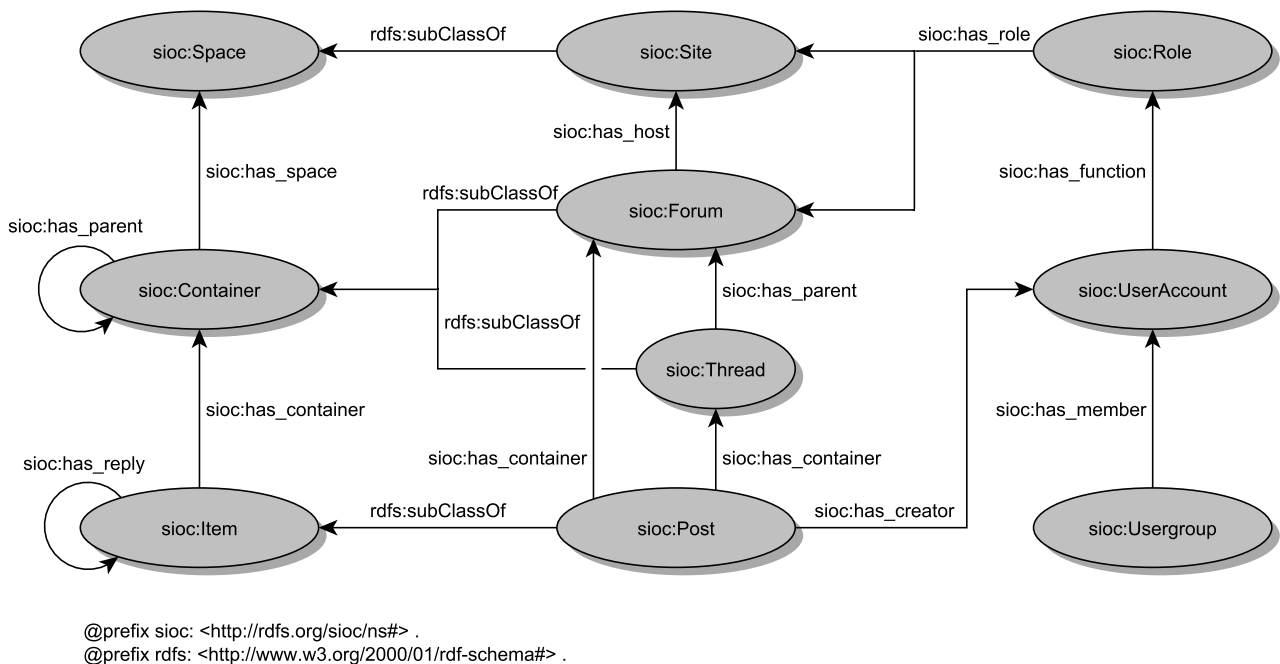 rdfs:subClassOf
sioc:has_role
sioc:Space
sioc:Site
sioc:Role
sioc:has_host
sioc:has_space
sioc:has_function
rdfs:subClassOf
sioc:Forum
sioc:has_parent
sioc:Container
sioc:has_parent
sioc:UserAccount
rdfs:subClassOf
sioc:Thread
sioc:has_container
sioc:has_member
sioc:has_reply
sioc:has_container
sioc:has_container
rdfs:subClassOf
sioc:has_creator
sioc:Item
sioc:Post
sioc:Usergroup
@prefix sioc: <http://rdfs.org/sioc/ns#> .
@prefix rdfs: <http://www.w3.org/2000/01/rdf-schema#> .